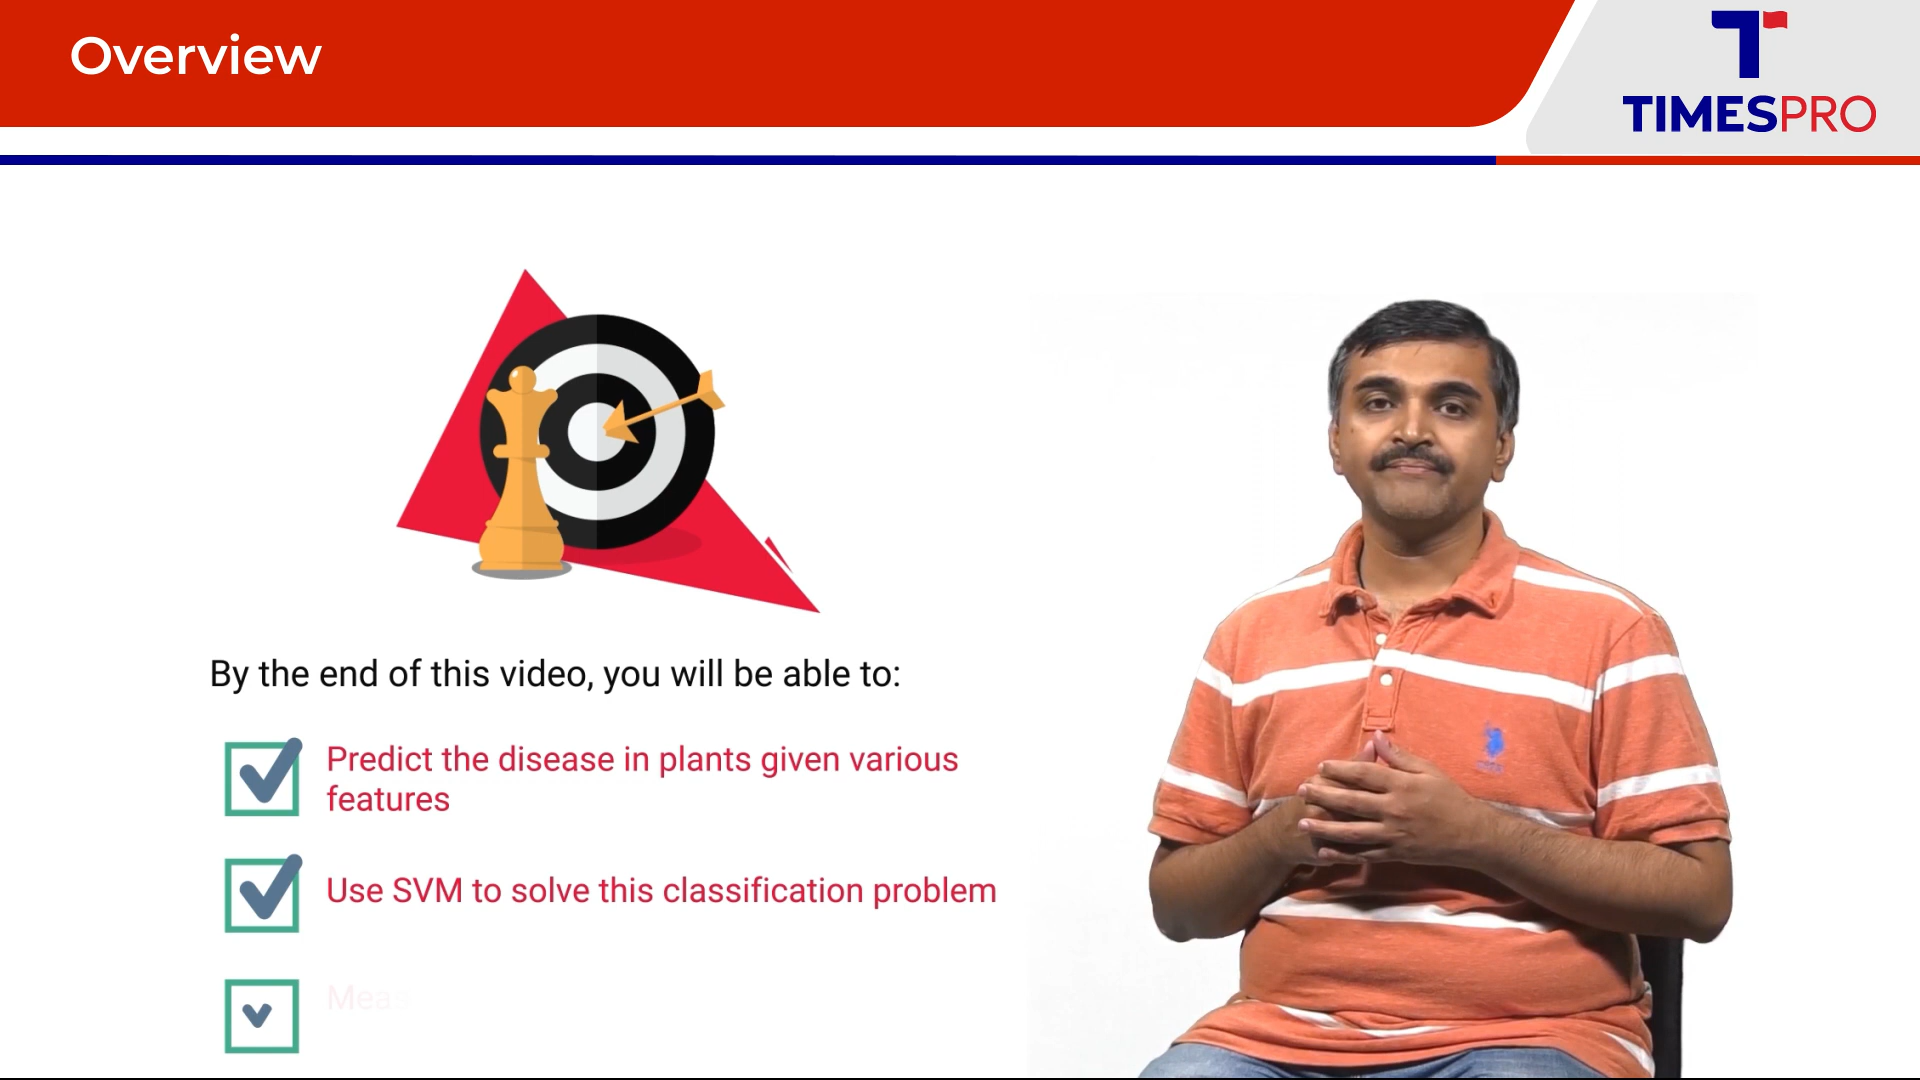 Overview
TIMESPRO
By the end of this video, you will be able to:
Predict the disease in plants given various
features
Use SVM to solve this classification problem